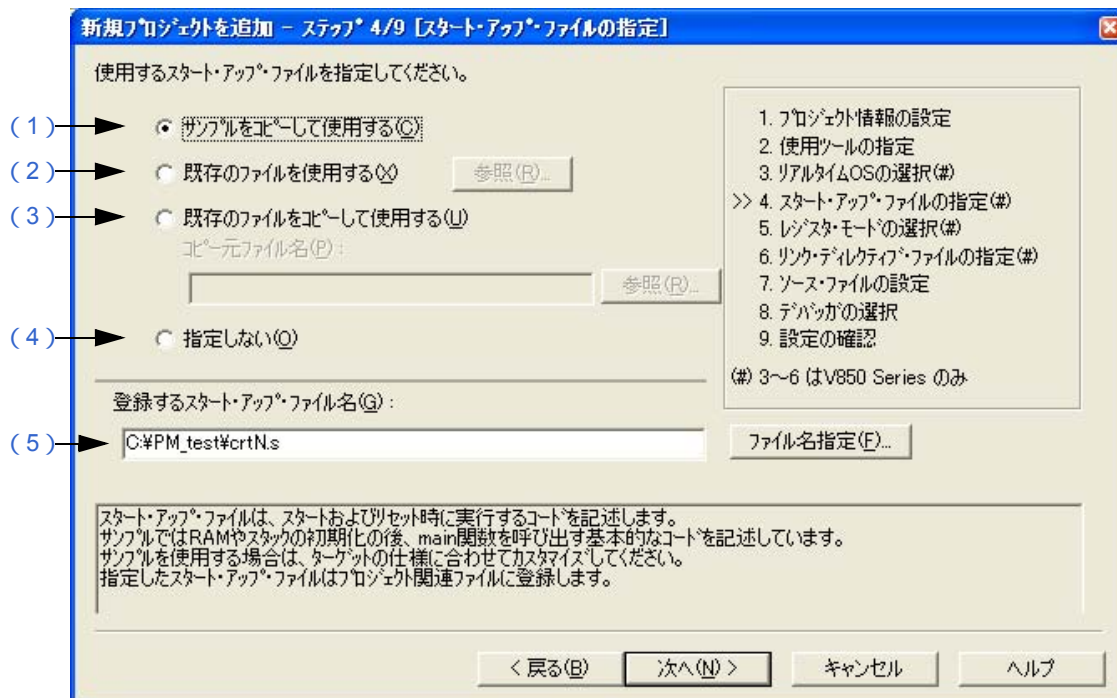 新規プロジェクトを追加 - ステップ 4/9 [スタート・アップ・ファイルの指定]
使用するスタート・アップ・ファイルを指定してください。
(1) サンプルをコピーして使用する(C)
(2) 既存のファイルを使用する(X) 参照(R)...
(3) 既存のファイルをコピーして使用する(U)
コピー元ファイル名(P):
参照(R)...
(4) 指定しない(O)
1. プロジェクト情報の設定
2. 使用ツールの指定
3. リアルタイムOSの選択(#)
>> 4. スタート・アップ・ファイルの指定(#)
5. レジスタ・モードの選択(#)
6. リンク・ディレクティブ・ファイルの指定(#)
7. ソース・ファイルの設定
8. デバッガの選択
9. 設定の確認
(#) 3~6 はV850 Series のみ
登録するスタート・アップ・ファイル名(G):
(5) C:¥PM_test¥crtN.s ファイル名指定(F)...
スタート・アップ・ファイルは、スタートおよびリセット時に実行するコードを記述します。
サンプルではRAMやスタックの初期化の後、main関数を呼び出す基本的なコードを記述しています。
サンプルを使用する場合は、ターゲットの仕様に合わせてカスタマイズしてください。
指定したスタート・アップ・ファイルはプロジェクト関連ファイルに登録します。
< 戻る(B) 次へ(N) > キャンセル ヘルプ